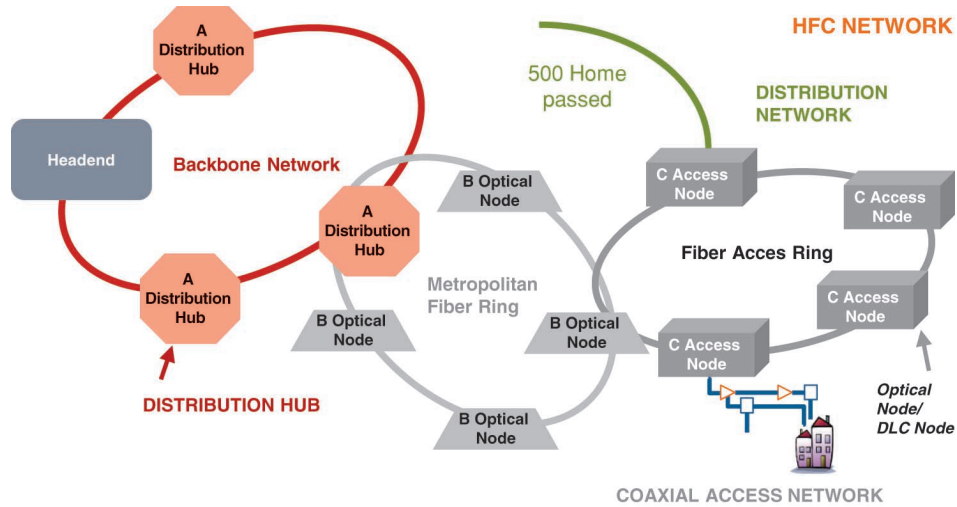 HFC NETWORK
A
Distribution
Hub
500 Home
passed
DISTRIBUTION
NETWORK
Headend
Backbone Network
B Optical
Node
C Access
Node
C Access
Node
A
Distribution
Hub
Fiber Acces Ring
A
Distribution
Hub
Metropolitan
Fiber Ring
C Access
Node
B Optical
Node
B Optical
Node
C Access
Node
DISTRIBUTION HUB
B Optical
Node
Optical
Node/
DLC Node
COAXIAL ACCESS NETWORK